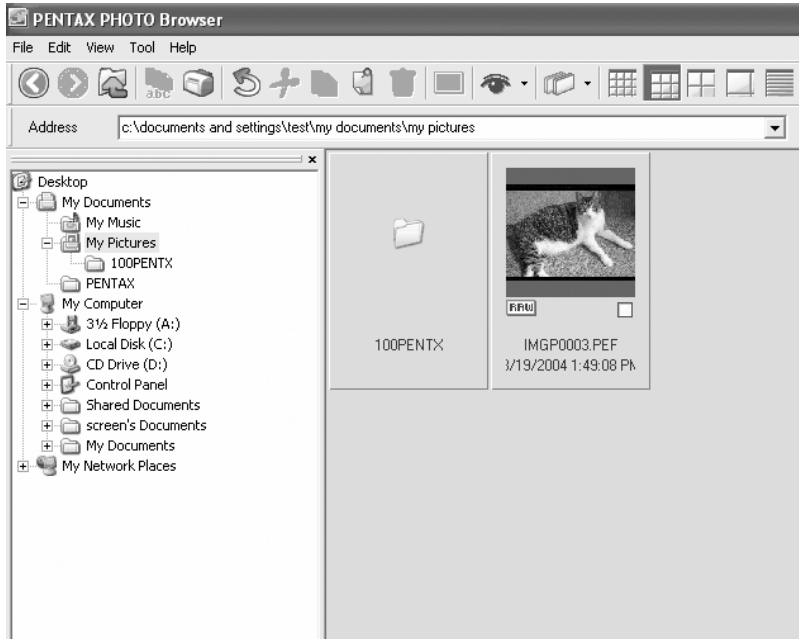 PENTAX PHOTO Browser
File Edit View Tool Help
abc
Address c:\documents and settings\test\my documents\my pictures
Desktop
My Documents
My Music
My Pictures
100PENTX
PENTAX
My Computer
3½ Floppy (A:)
Local Disk (C:)
CD Drive (D:)
Control Panel
Shared Documents
screen's Documents
My Documents
My Network Places
100PENTX
RAW
IMGP0003.PEF
3/19/2004 1:49:08 PM